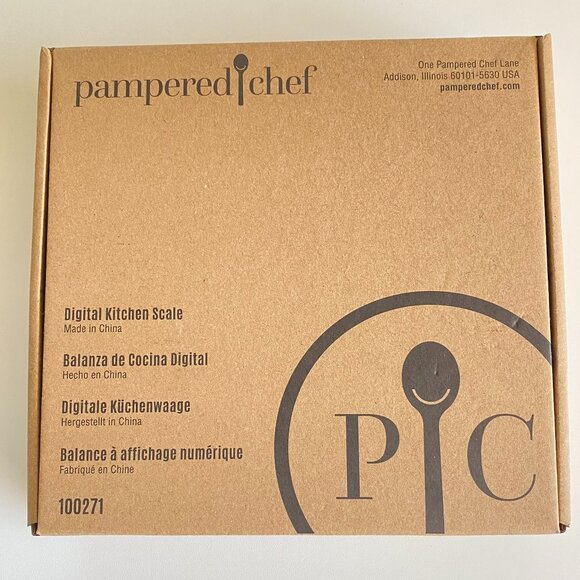 pampered chef
One Pampered Chef Lane
Addison, Illinois 60101-5630 USA
pamperedchef.com
Digital Kitchen Scale
Made in China
Balanza de Cocina Digital
Hecho en China
Digitale Küchenwaage
Hergestellt in China
Balance à affichage numérique
Fabriqué en Chine
100271
P C